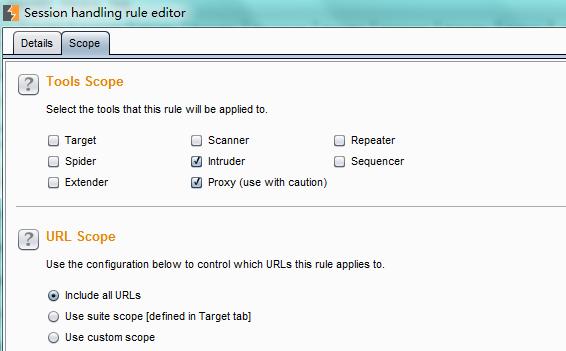 Session handling rule editor
Details Scope
? Tools Scope
Select the tools that this rule will be applied to.
Target Scanner Repeater
Spider Intruder Sequencer
Extender Proxy (use with caution)
? URL Scope
Use the configuration below to control which URLs this rule applies to.
Include all URLs
Use suite scope [defined in Target tab]
Use custom scope